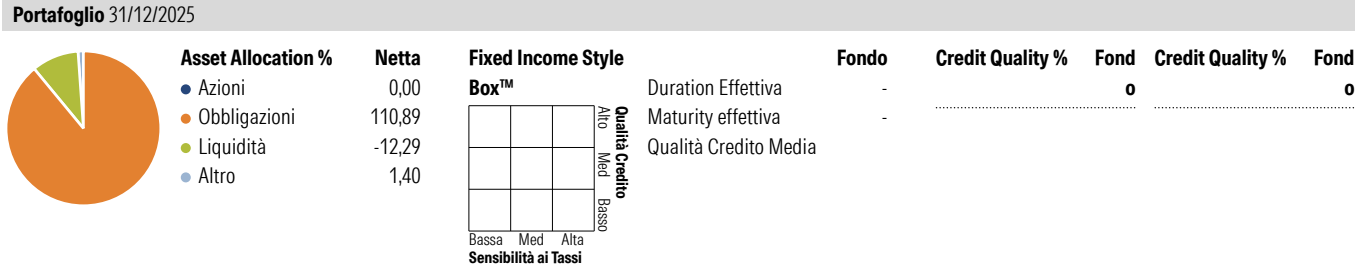 Portafoglio 31/12/2025
Asset Allocation % Netta
Azioni 0,00
Obbligazioni 110,89
Liquidità -12,29
Altro 1,40
Fixed Income Style
Box™
Alto Med Basso
Qualità Credito
Bassa Med Alta
Sensibilità ai Tassi
Fondo
Duration Effettiva -
Maturity effettiva -
Qualità Credito Media
Credit Quality % Fond
o
Credit Quality % Fond
o